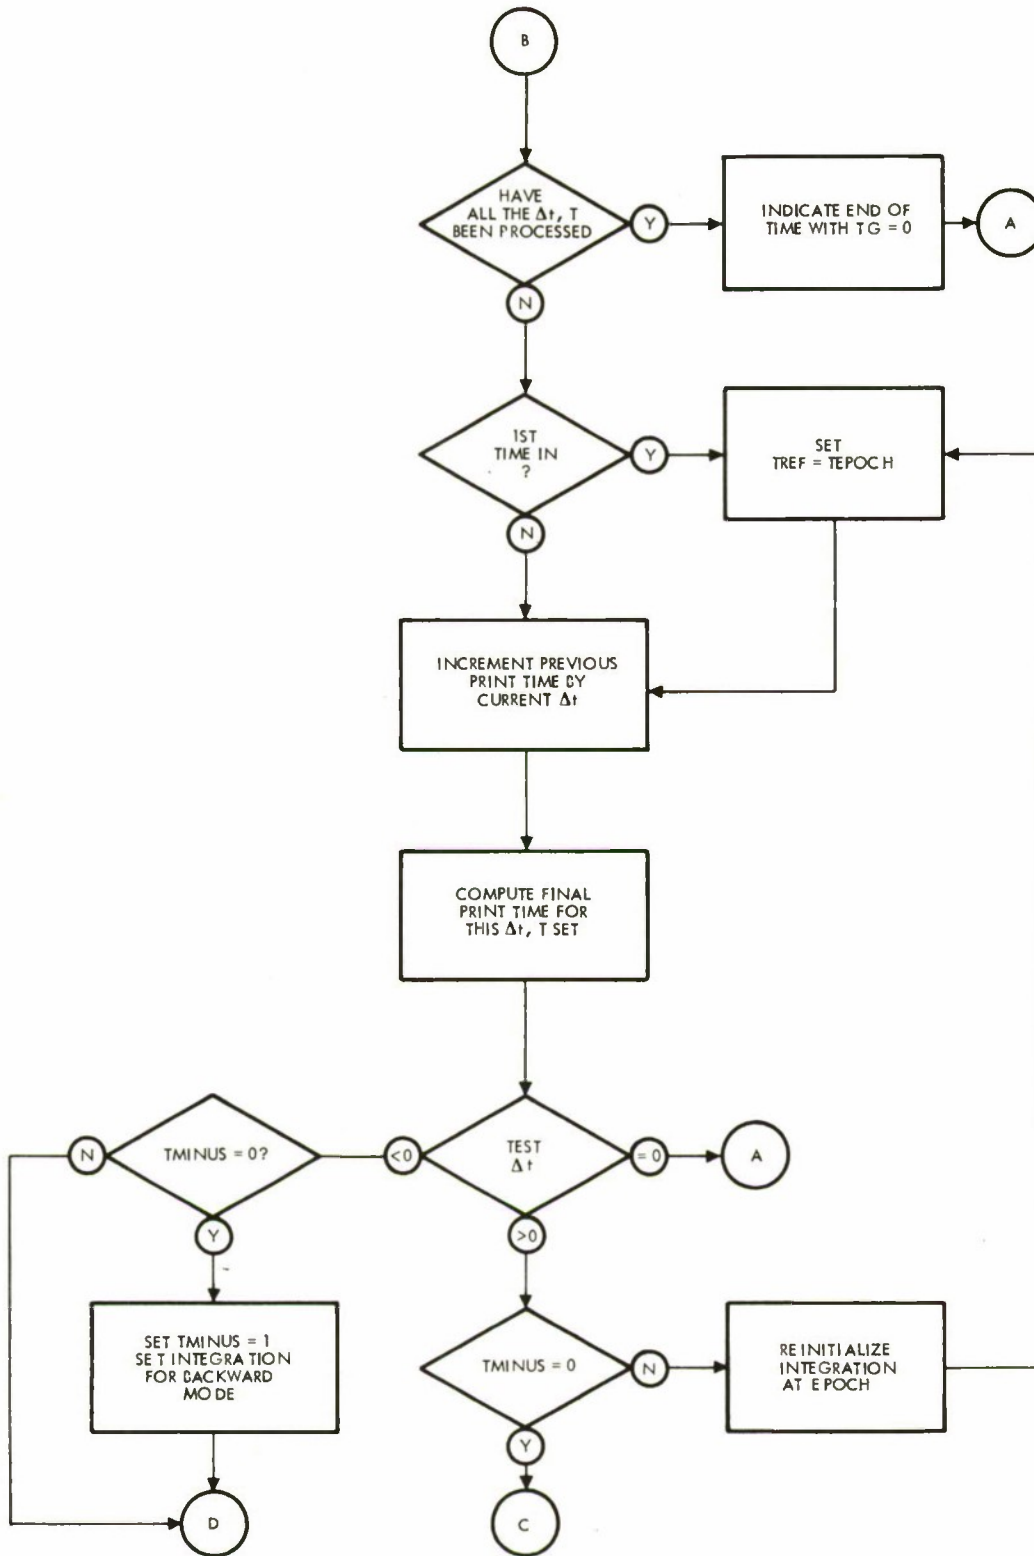 B
HAVE
ALL THE Δt, T
BEEN PROCESSED
Y
INDICATE END OF
TIME WITH TG = 0
A
N
1ST
TIME IN
?
Y
SET
TREF = TEPOCH
N
INCREMENT PREVIOUS
PRINT TIME BY
CURRENT Δt
COMPUTE FINAL
PRINT TIME FOR
THIS Δt, T SET
N
TMINUS = 0?
<0
TEST
Δt
= 0
A
Y
>0
SET TMINUS = 1
SET INTEGRATION
FOR BACKWARD
MODE
TMINUS = 0
N
REINITIALIZE
INTEGRATION
AT EPOCH
Y
D
C